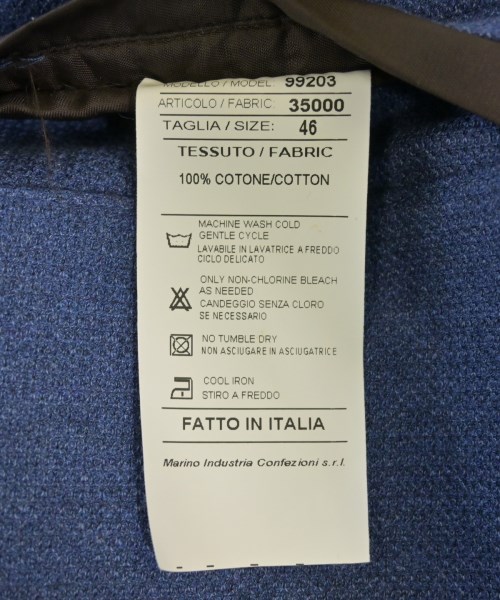 MODELLO / MODEL: 99203
ARTICOLO / FABRIC: 35000
TAGLIA / SIZE: 46
TESSUTO / FABRIC
100% COTONE/COTTON
MACHINE WASH COLD
GENTLE CYCLE
LAVABILE IN LAVATRICE A FREDDO
CICLO DELICATO
ONLY NON-CHLORINE BLEACH
AS NEEDED
CANDEGGIO SENZA CLORO
SE NECESSARIO
NO TUMBLE DRY
NON ASCIUGARE IN ASCIUGATRICE
COOL IRON
STIRO A FREDDO
FATTO IN ITALIA
Marino Industria Confezioni s.r.l.